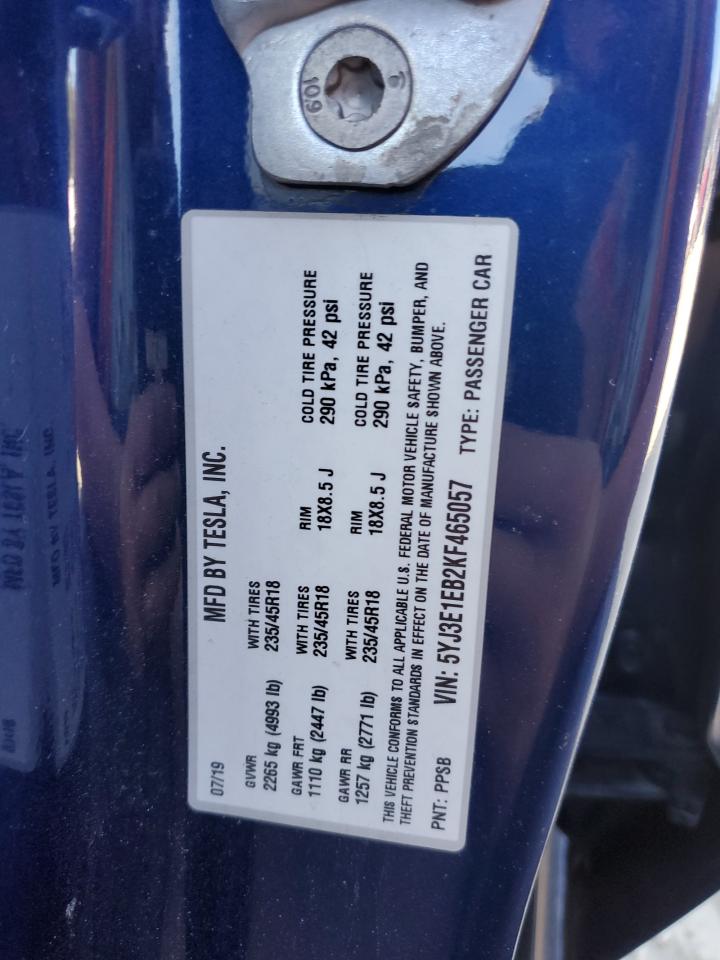 10.9
07/19 MFD BY TESLA, INC.
GVWR WITH TIRES
2265 kg (4993 lb) 235/45R18
GAWR FRT WITH TIRES RIM COLD TIRE PRESSURE
1110 kg (2447 lb) 235/45R18 18X8.5 J 290 kPa, 42 psi
GAWR RR WITH TIRES RIM COLD TIRE PRESSURE
1257 kg (2771 lb) 235/45R18 18X8.5 J 290 kPa, 42 psi
THIS VEHICLE CONFORMS TO ALL APPLICABLE U.S. FEDERAL MOTOR VEHICLE SAFETY, BUMPER, AND
THEFT PREVENTION STANDARDS IN EFFECT ON THE DATE OF MANUFACTURE SHOWN ABOVE.
PNT: PPSB VIN: 5YJ3E1EB2KF465057 TYPE: PASSENGER CAR